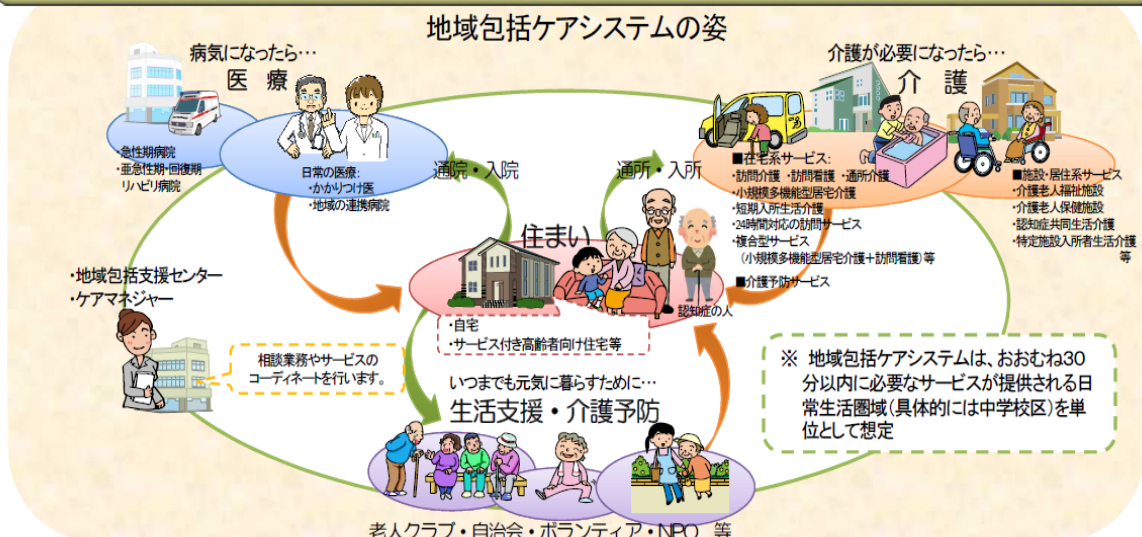 地域包括ケアシステムの姿
病気になったら…
医　療
・急性期病院
・亜急性期・回復期
リハビリ病院
日常の医療:
・かかりつけ医
・地域の連携病院
通院・入院
通所・入所
介護が必要になったら…
介　護
■在宅系サービス:
・訪問介護 ・訪問看護 ・通所介護
・小規模多機能型居宅介護
・短期入所生活介護
・24時間対応の訪問サービス
・複合型サービス
（小規模多機能型居宅介護＋訪問看護）等
■介護予防サービス
■施設・居住系サービス
・介護老人福祉施設
・介護老人保健施設
・認知症共同生活介護
・特定施設入所者生活介護
等
住まい
認知症の人
・自宅
・サービス付き高齢者向け住宅等
・地域包括支援センター
・ケアマネジャー
相談業務やサービスの
コーディネートを行います。
いつまでも元気に暮らすために…
生活支援・介護予防
老人クラブ・自治会・ボランティア・NPO　等
※ 地域包括ケアシステムは、おおむね30
分以内に必要なサービスが提供される日
常生活圏域（具体的には中学校区）を単
位として想定